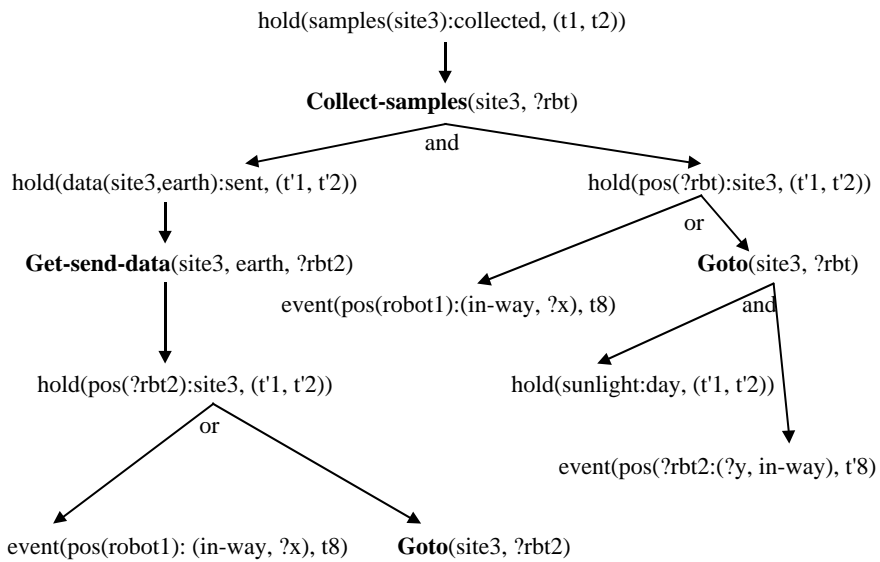 hold(samples(site3):collected, (t1, t2))
Collect-samples(site3, ?rbt)
and
hold(data(site3,earth):sent, (t'1, t'2))
hold(pos(?rbt):site3, (t'1, t'2))
or
Get-send-data(site3, earth, ?rbt2)
Goto(site3, ?rbt)
event(pos(robot1):(in-way, ?x), t8)
and
hold(pos(?rbt2):site3, (t'1, t'2))
hold(sunlight:day, (t'1, t'2))
or
event(pos(?rbt2:(?y, in-way), t'8)
event(pos(robot1): (in-way, ?x), t8)
Goto(site3, ?rbt2)